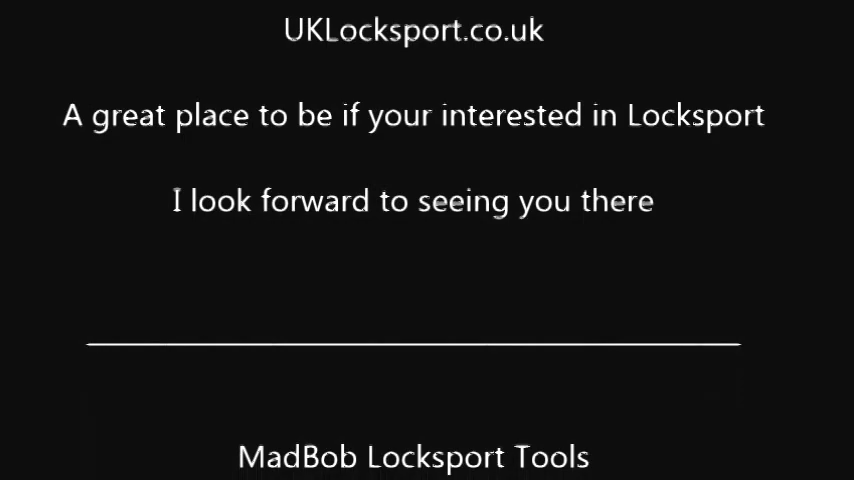 UKLocksport.co.uk
A great place to be if your interested in Locksport
I look forward to seeing you there
MadBob Locksport Tools